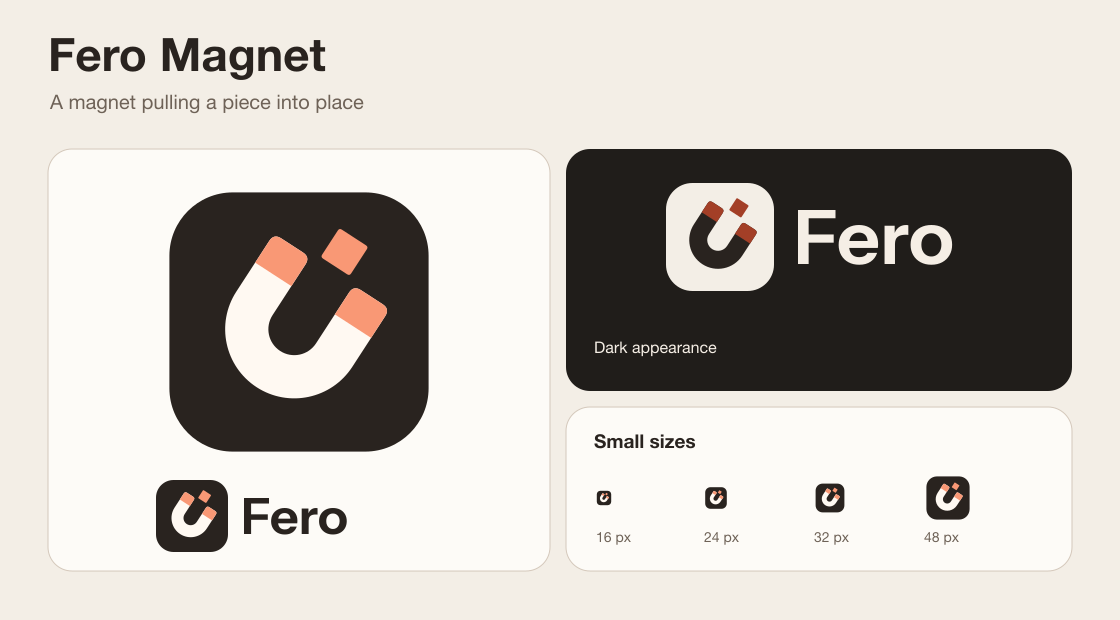 Fero Magnet
A magnet pulling a piece into place
Fero
Fero
Dark appearance
Small sizes
16 px
24 px
32 px
48 px